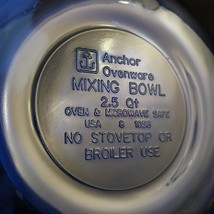 Anchor
Ovenware
MIXING BOWL
2.5 Qt
OVEN & MICROWAVE SAFE
USA
NO STOVETOP OR
BROILER USE